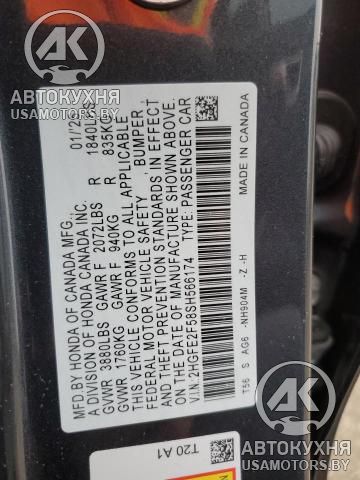 MFD. BY HONDA OF CANADA MFG.,
A DIVISION OF HONDA CANADA INC.
GVWR 3880LBS GAWR F 2072LBS R 1840LBS
GVWR 1760KG GAWR F 940KG R 835KG
THIS VEHICLE CONFORMS TO ALL APPLICABLE
FEDERAL MOTOR VEHICLE SAFETY, BUMPER,
AND THEFT PREVENTION STANDARDS IN EFFECT
ON THE DATE OF MANUFACTURE SHOWN ABOVE.
V.I.N.: 2HGFE2F58SH566174 TYPE: PASSENGER CAR
T56 S AG6 -NH904M -Z -H MADE IN CANADA
T20 A1
АК
АВТОКУХНЯ
USAMOTORS.BY
АК
АВТОКУХНЯ
USAMOTORS.BY